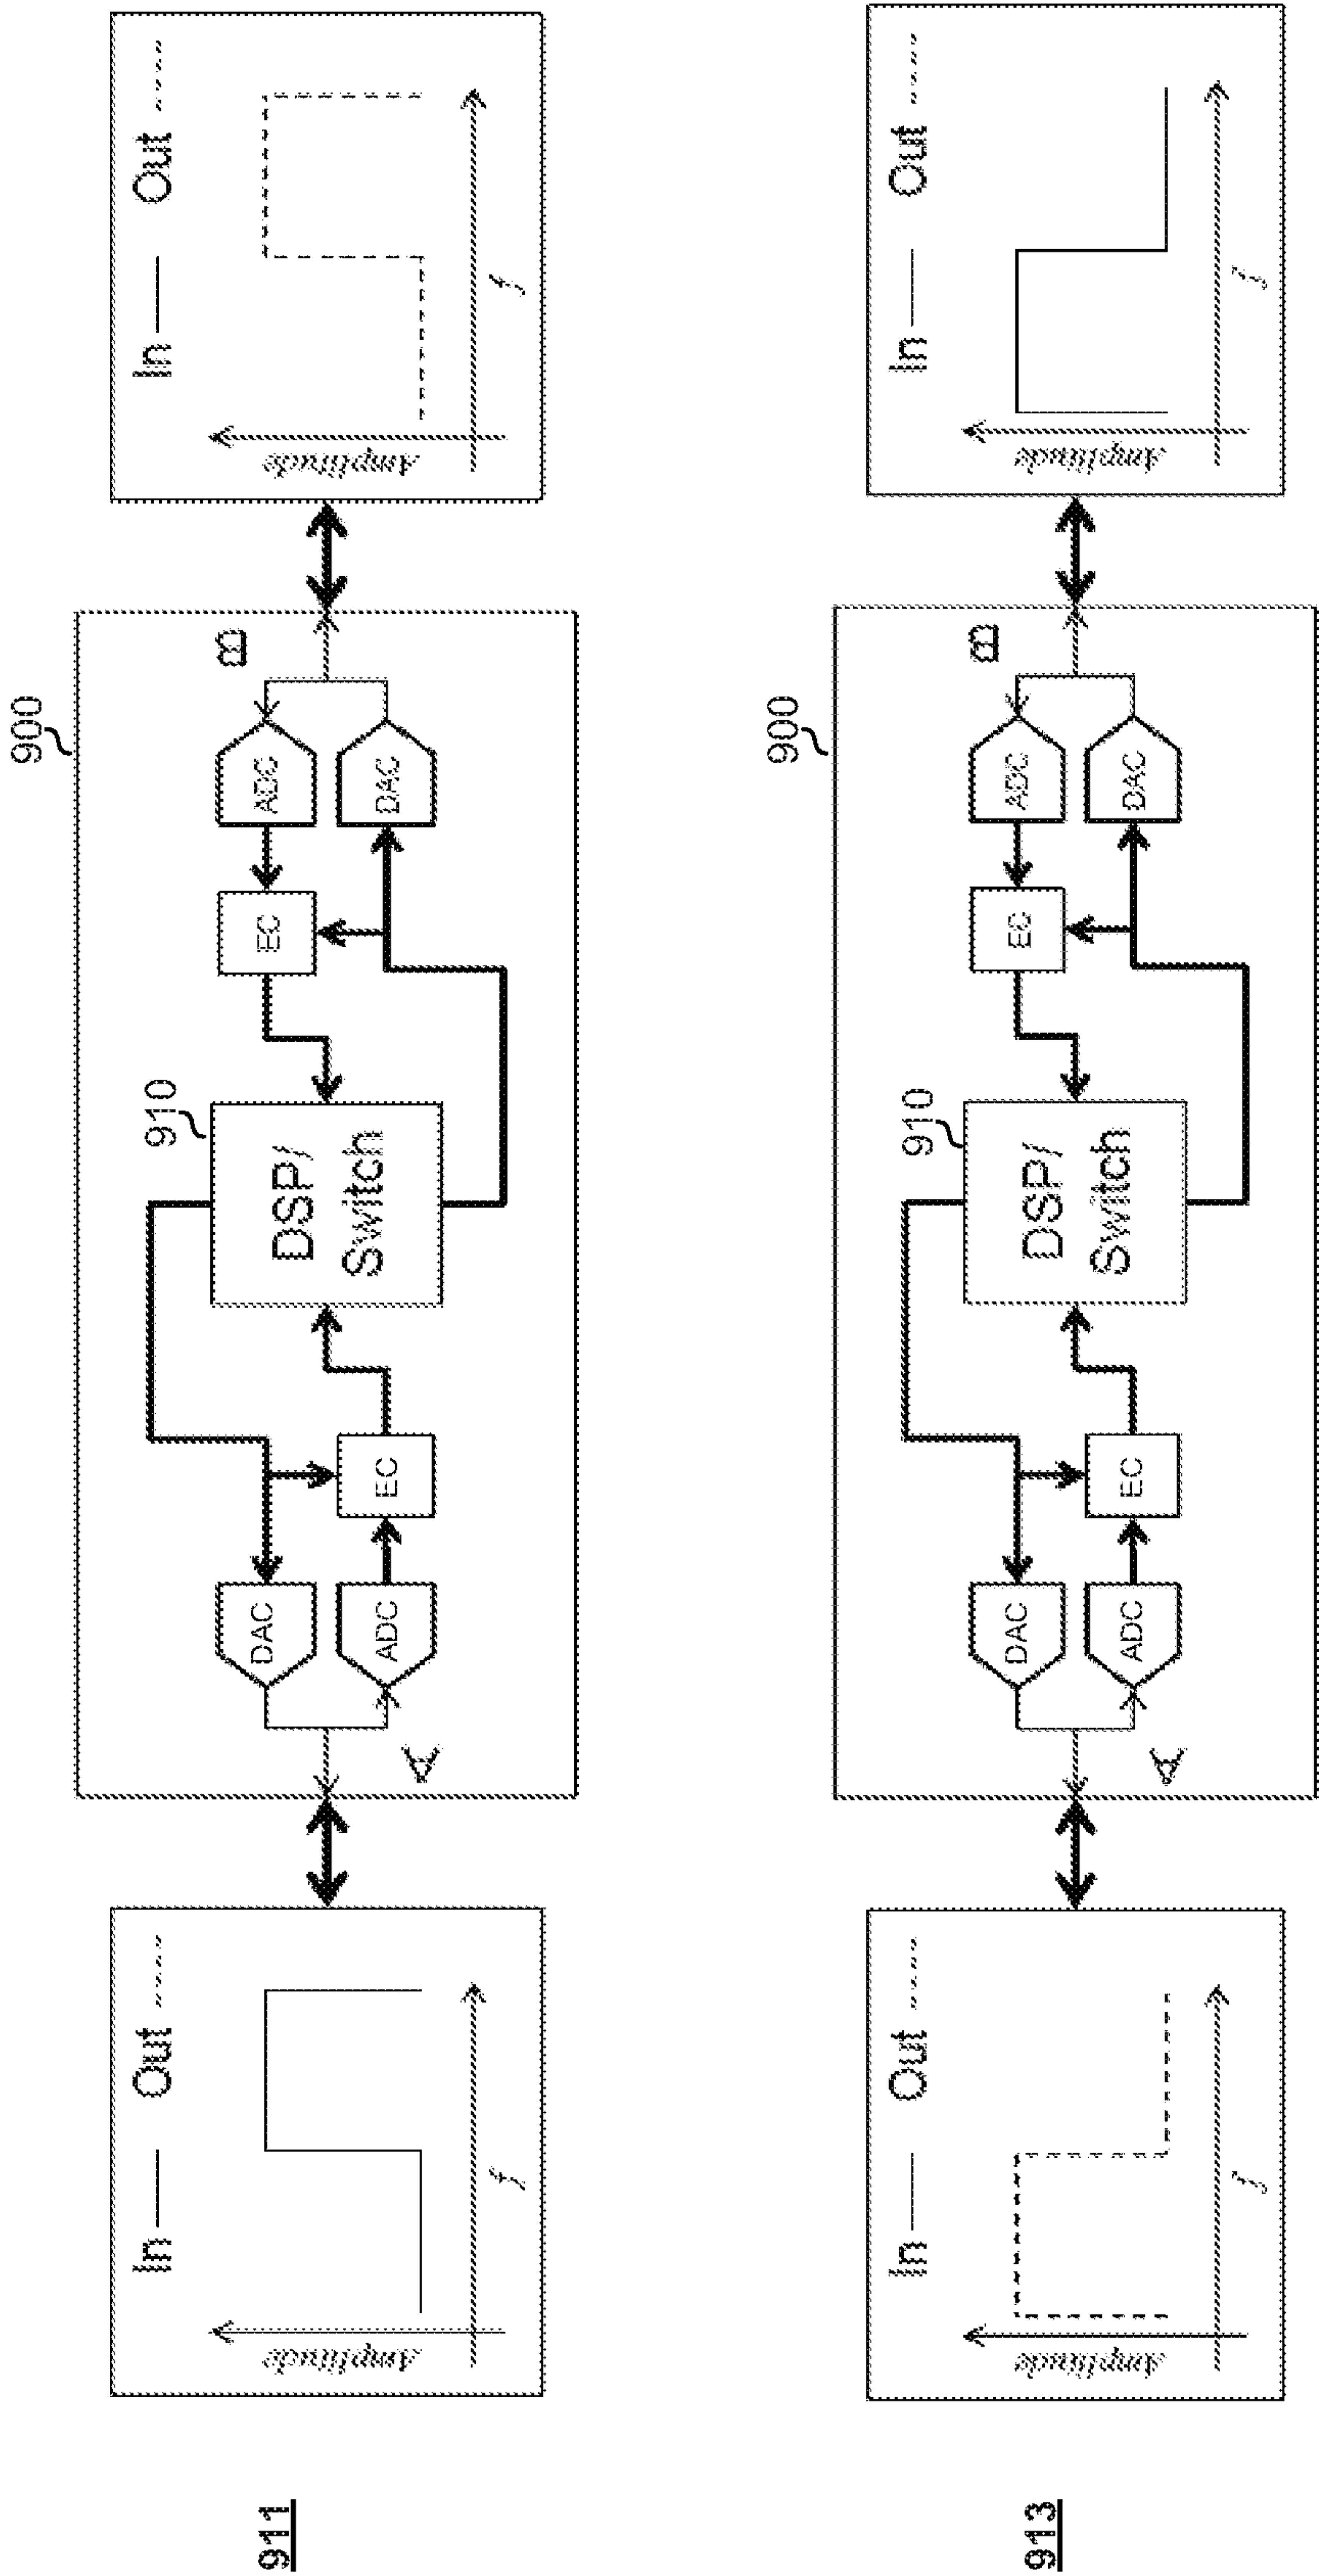 911
In Out
Amplitude
f
900
A
DAC
ADC
EC
910
DSP/
Switch
EC
ADC
DAC
B
In Out
Amplitude
f
913
In Out
Amplitude
f
900
A
DAC
ADC
EC
910
DSP/
Switch
EC
ADC
DAC
B
In Out
Amplitude
f